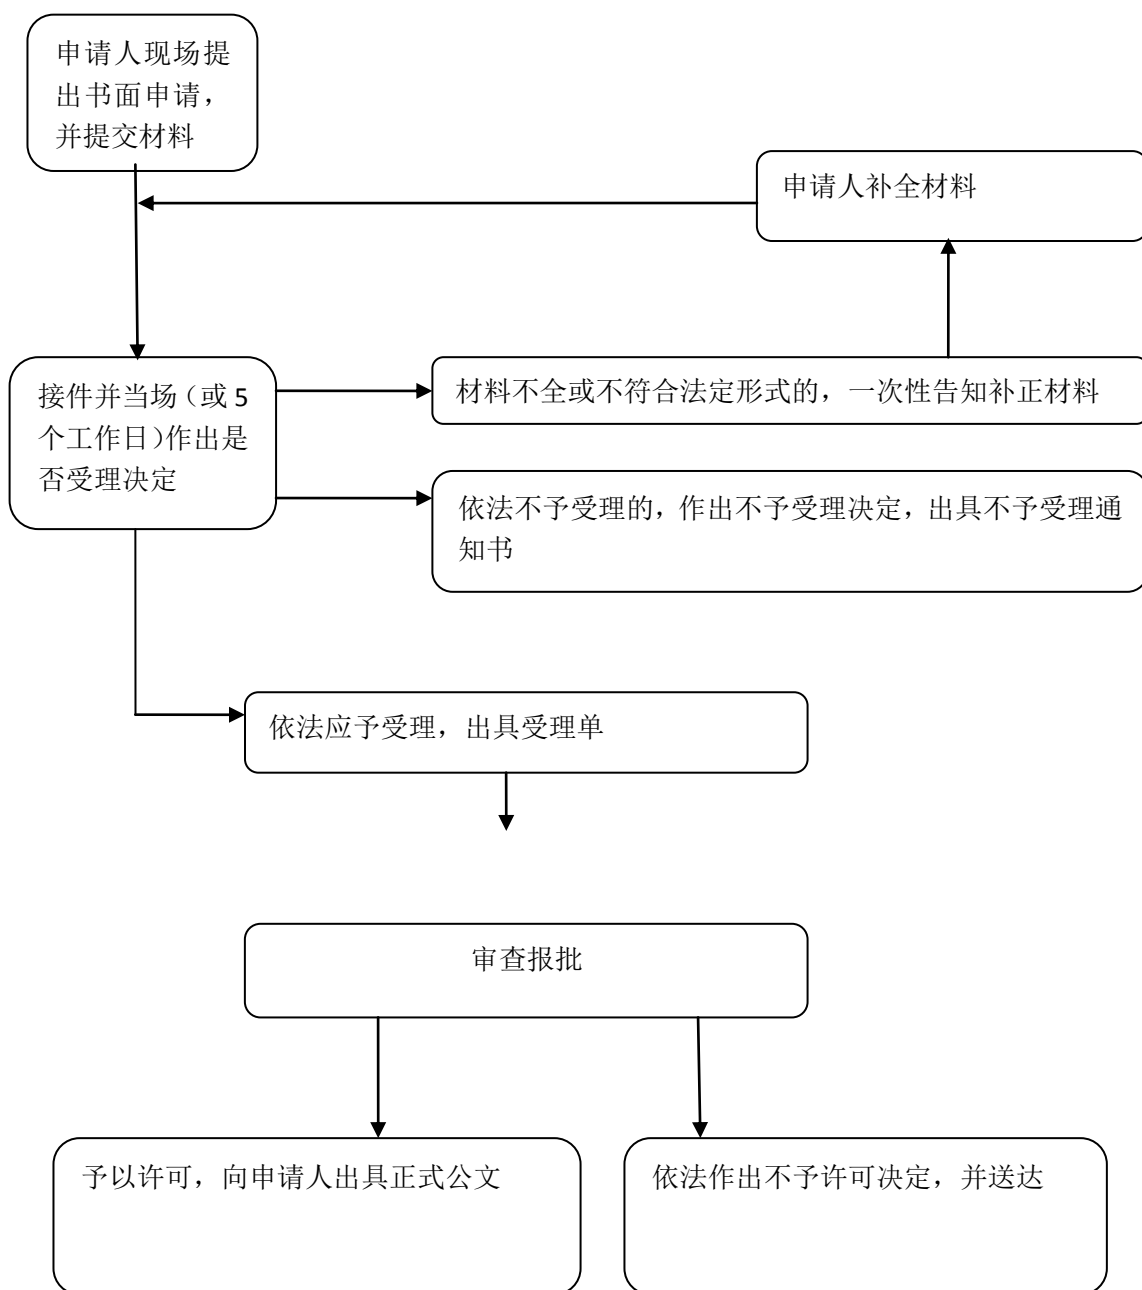 申请人现场提
出书面申请，
并提交材料
申请人补全材料
接件并当场（或 5
个工作日）作出是
否受理决定
材料不全或不符合法定形式的，一次性告知补正材料
依法不予受理的，作出不予受理决定，出具不予受理通
知书
依法应予受理，出具受理单
审查报批
予以许可，向申请人出具正式公文
依法作出不予许可决定，并送达